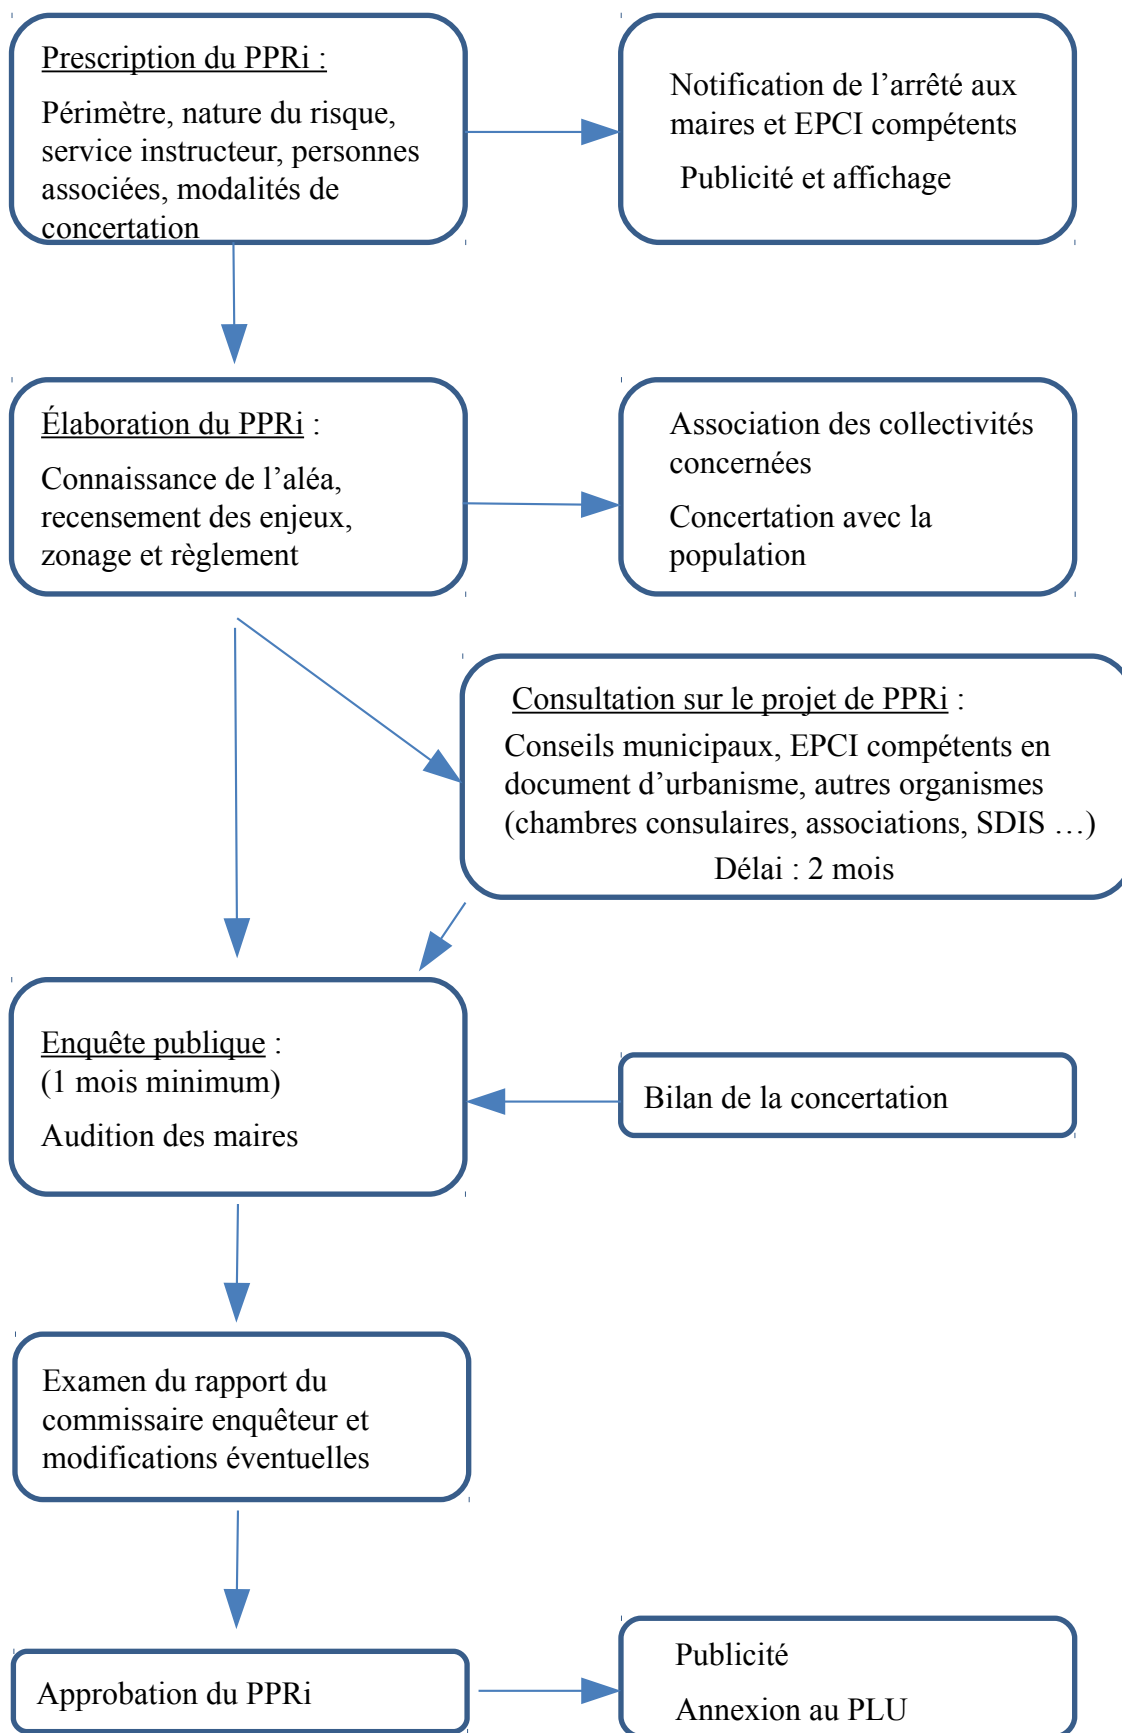 Prescription du PPRi :
Périmètre, nature du risque,
service instructeur, personnes
associées, modalités de
concertation
Notification de l’arrêté aux
maires et EPCI compétents
Publicité et affichage
Élaboration du PPRi :
Connaissance de l’aléa,
recensement des enjeux,
zonage et règlement
Association des collectivités
concernées
Concertation avec la
population
Consultation sur le projet de PPRi :
Conseils municipaux, EPCI compétents en
document d’urbanisme, autres organismes
(chambres consulaires, associations, SDIS …)
Délai : 2 mois
Enquête publique :
(1 mois minimum)
Audition des maires
Bilan de la concertation
Examen du rapport du
commissaire enquêteur et
modifications éventuelles
Approbation du PPRi
Publicité
Annexion au PLU